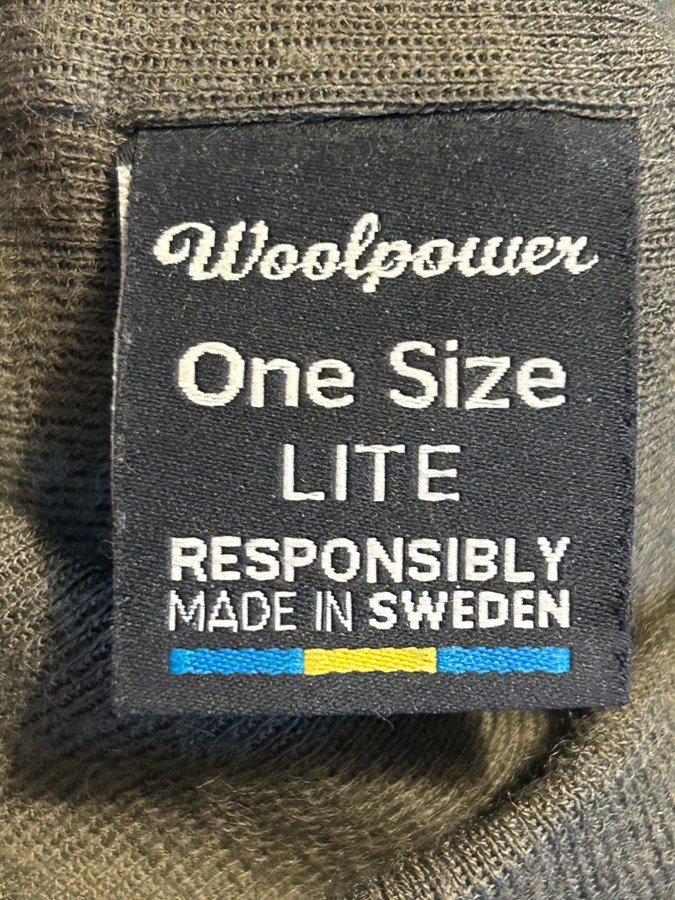 Woolpower
One Size
LITE
RESPONSIBLY
MADE IN SWEDEN